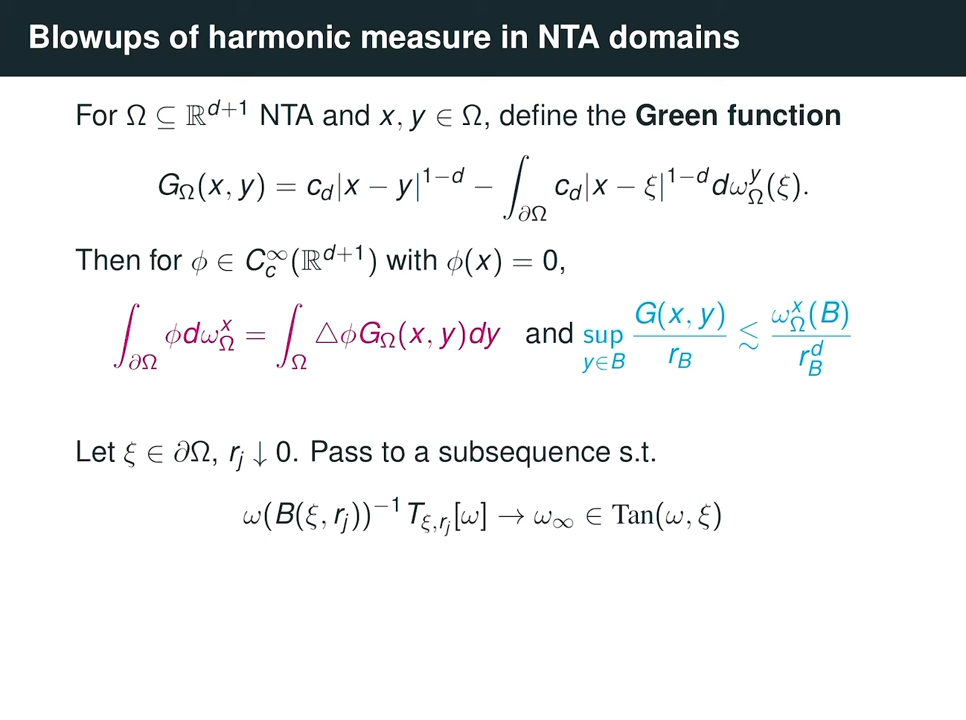 Blowups of harmonic measure in NTA domains
For Ω ⊆ ℝ^{d+1} NTA and x, y ∈ Ω, define the Green function
G_Ω(x, y) = c_d|x − y|^{1−d} − ∫_{∂Ω} c_d|x − ξ|^{1−d} dω_Ω^y(ξ).
Then for ϕ ∈ C_c^∞(ℝ^{d+1}) with ϕ(x) = 0,
∫_{∂Ω} ϕdω_Ω^x = ∫_Ω △ϕG_Ω(x, y)dy and sup_{y∈B} G(x, y)/r_B ≲ ω_Ω^x(B)/r_B^d
Let ξ ∈ ∂Ω, r_j ↓ 0. Pass to a subsequence s.t.
ω(B(ξ, r_j))^{−1} T_{ξ,r_j}[ω] → ω_∞ ∈ Tan(ω, ξ)